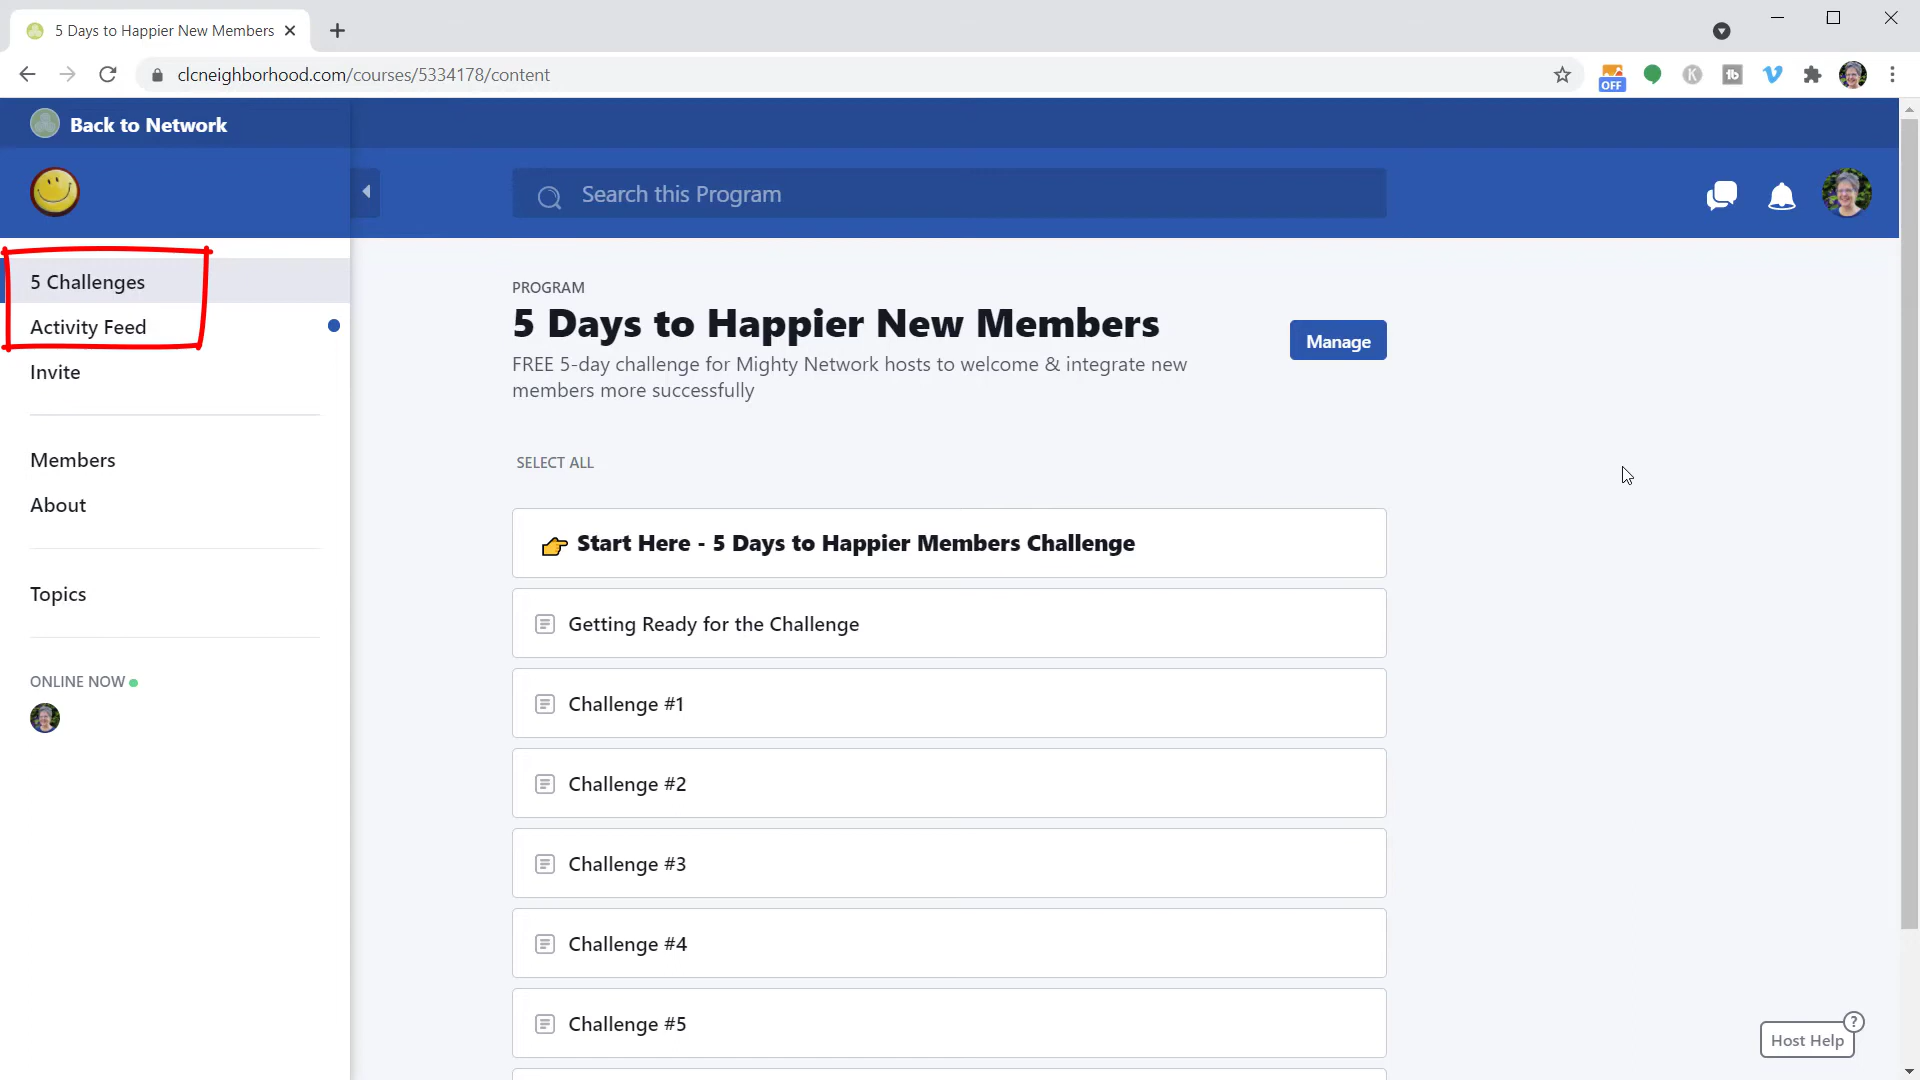 5 Days to Happier New Members
clcneighborhood.com/courses/5334178/content
OFF
K
tb
Back to Network
Search this Program
5 Challenges
Activity Feed
Invite
Members
About
Topics
ONLINE NOW
PROGRAM
5 Days to Happier New Members
FREE 5-day challenge for Mighty Network hosts to welcome & integrate new
members more successfully
Manage
SELECT ALL
👉 Start Here - 5 Days to Happier Members Challenge
Getting Ready for the Challenge
Challenge #1
Challenge #2
Challenge #3
Challenge #4
Challenge #5
?
Host Help